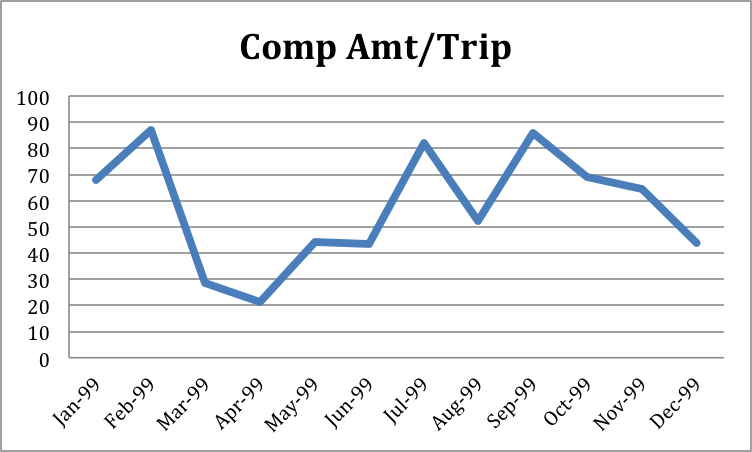 Comp Amt/Trip
100
90
80
70
60
50
40
30
20
10
0
Jan-99
Feb-99
Mar-99
Apr-99
May-99
Jun-99
Jul-99
Aug-99
Sep-99
Oct-99
Nov-99
Dec-99